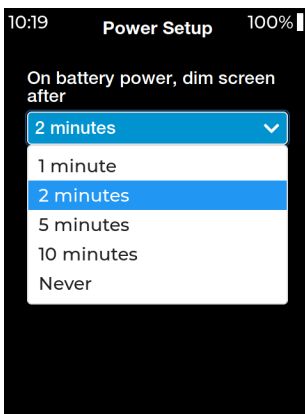 10:19
Power Setup
100%
On battery power, dim screen
after
2 minutes
1 minute
2 minutes
5 minutes
10 minutes
Never